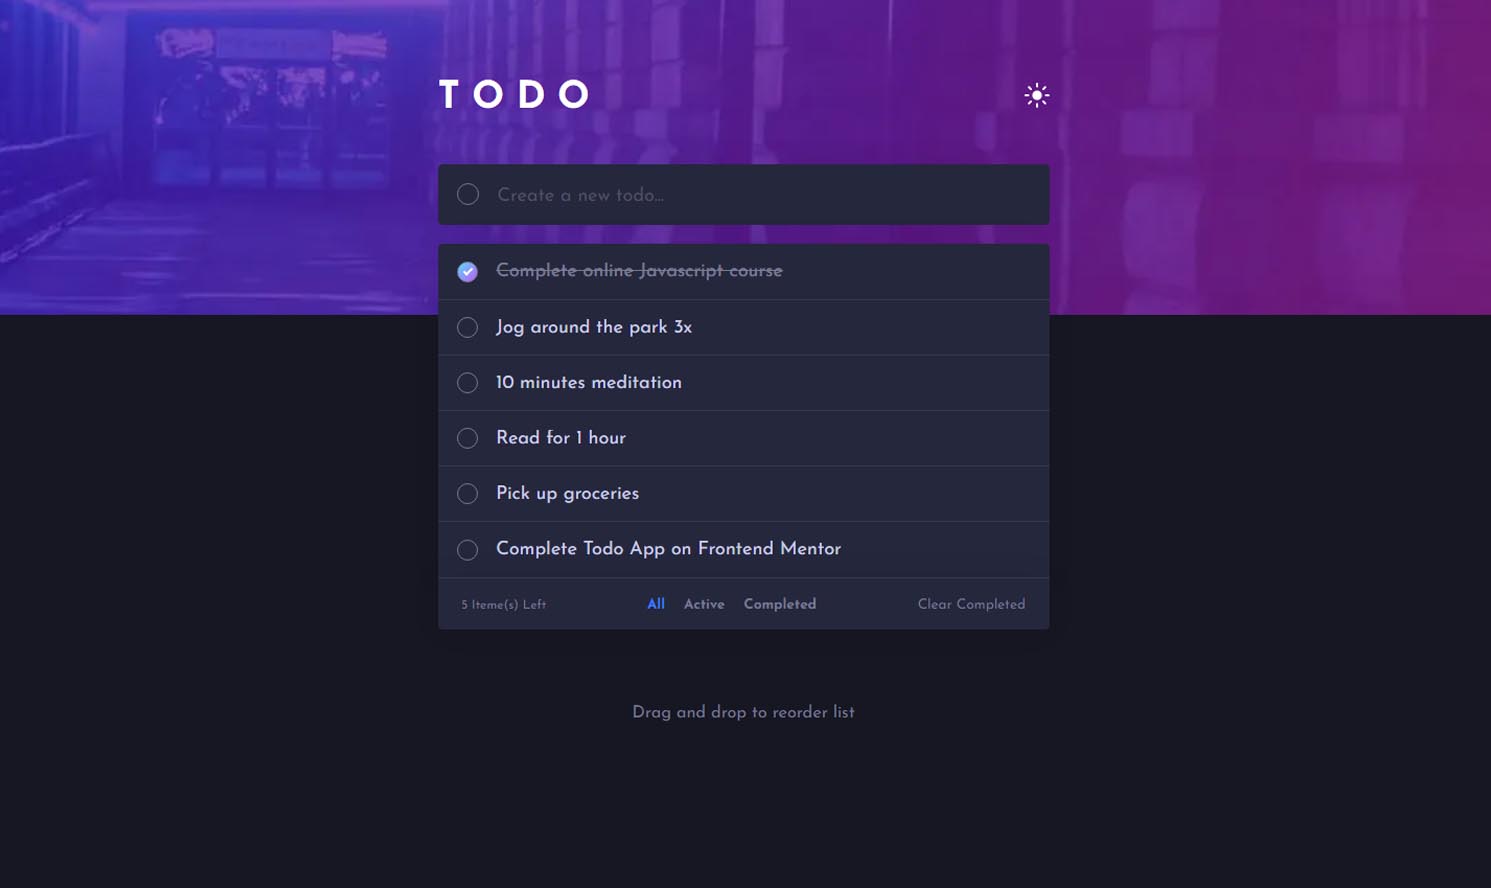 TODO
Create a new todo...
Complete online Javascript course
Jog around the park 3x
10 minutes meditation
Read for 1 hour
Pick up groceries
Complete Todo App on Frontend Mentor
5 Iteme(s) Left All Active Completed Clear Completed
Drag and drop to reorder list